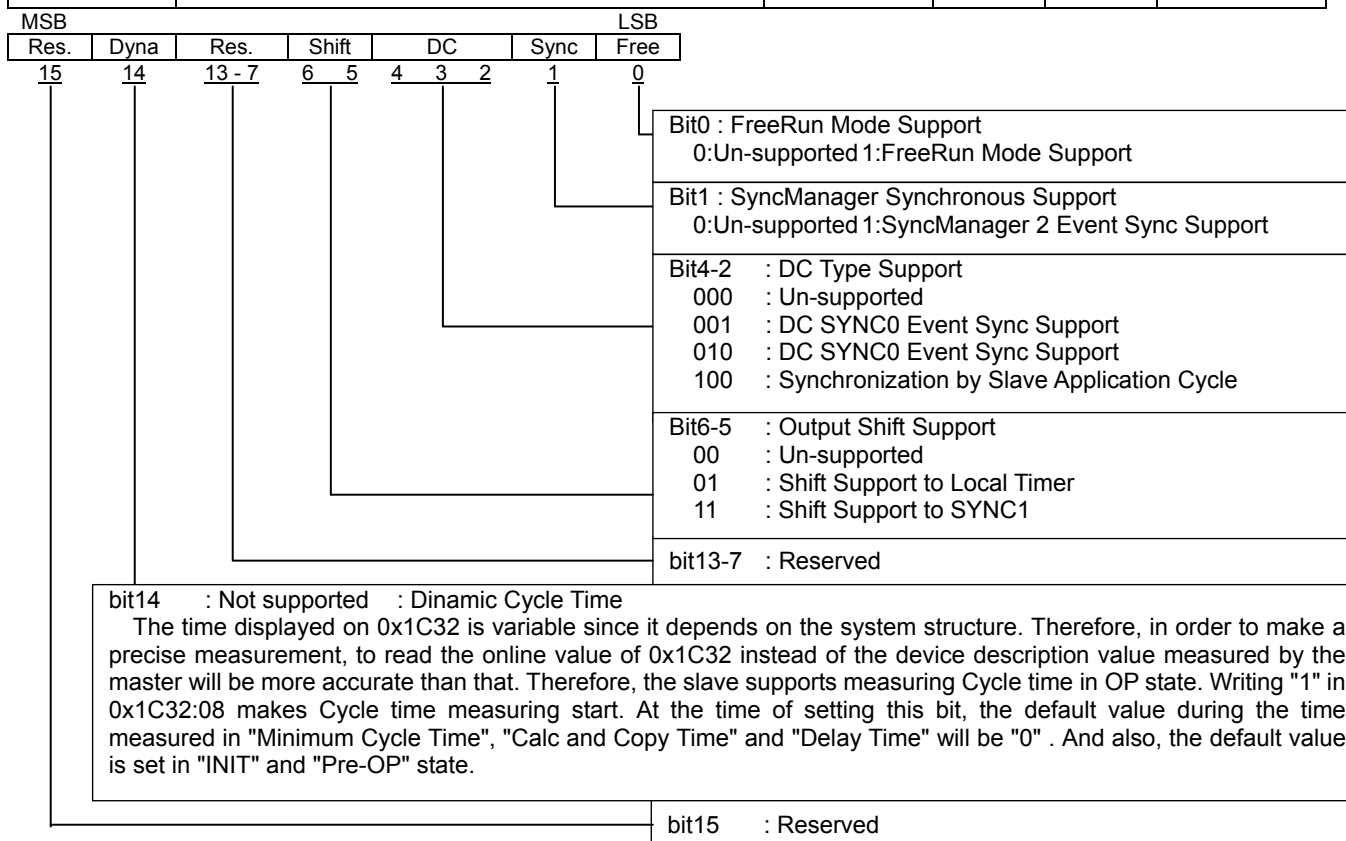 MSB LSB
Res. Dyna Res. Shift DC Sync Free
15 14 13 - 7 6 5 4 3 2 1 0
Bit0 : FreeRun Mode Support
0:Un-supported 1:FreeRun Mode Support
Bit1 : SyncManager Synchronous Support
0:Un-supported 1:SyncManager 2 Event Sync Support
Bit4-2 : DC Type Support
000 : Un-supported
001 : DC SYNC0 Event Sync Support
010 : DC SYNC0 Event Sync Support
100 : Synchronization by Slave Application Cycle
Bit6-5 : Output Shift Support
00 : Un-supported
01 : Shift Support to Local Timer
11 : Shift Support to SYNC1
bit13-7 : Reserved
bit14 : Not supported : Dinamic Cycle Time
The time displayed on 0x1C32 is variable since it depends on the system structure. Therefore, in order to make a
precise measurement, to read the online value of 0x1C32 instead of the device description value measured by the
master will be more accurate than that. Therefore, the slave supports measuring Cycle time in OP state. Writing "1" in
0x1C32:08 makes Cycle time measuring start. At the time of setting this bit, the default value during the time
measured in "Minimum Cycle Time", "Calc and Copy Time" and "Delay Time" will be "0" . And also, the default value
is set in "INIT" and "Pre-OP" state.
bit15 : Reserved